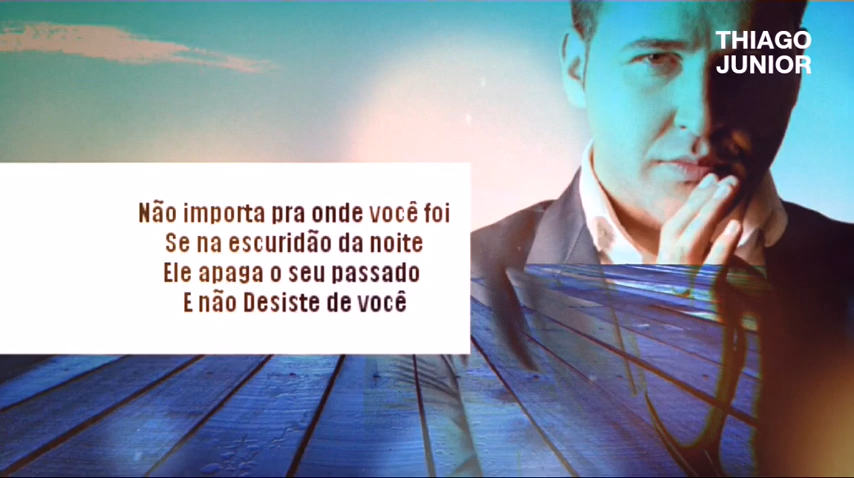 THIAGO
JUNIOR
Não importa pra onde você foi
Se na escuridão da noite
Ele apaga o seu passado
E não Desiste de você